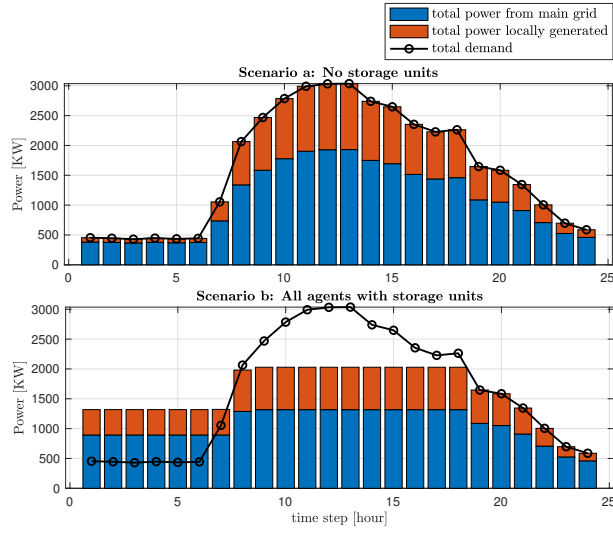 total power from main grid
total power locally generated
total demand
Scenario a: No storage units
Power [KW]
3000
2500
2000
1500
1000
500
0
0 5 10 15 20 25
Scenario b: All agents with storage units
Power [KW]
3000
2500
2000
1500
1000
500
0
0 5 10 15 20 25
time step [hour]